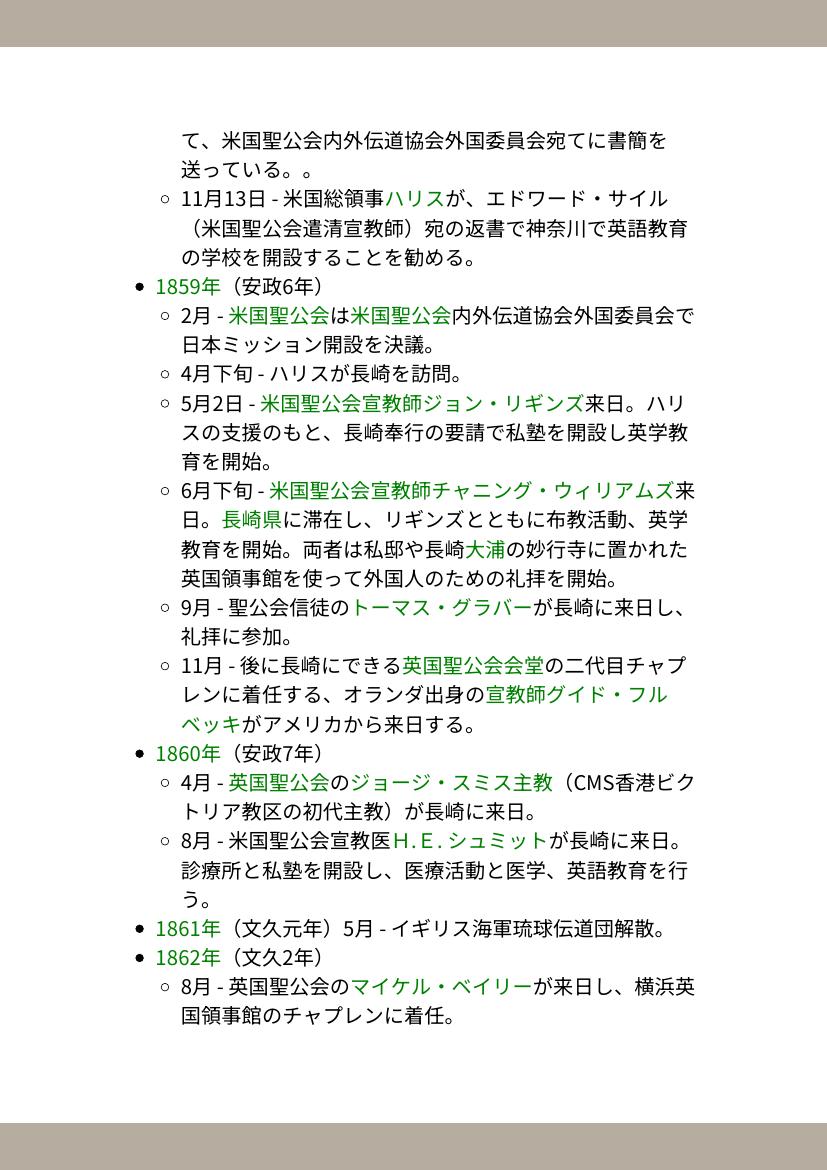 て、米国聖公会内外伝道協会外国委員会宛てに書簡を
送っている。。
11月13日 - 米国総領事ハリスが、エドワード・サイル
（米国聖公会遣清宣教師）宛の返書で神奈川で英語教育
の学校を開設することを勧める。
1859年（安政6年）
2月 - 米国聖公会は米国聖公会内外伝道協会外国委員会で
日本ミッション開設を決議。
4月下旬 - ハリスが長崎を訪問。
5月2日 - 米国聖公会宣教師ジョン・リギンズ来日。ハリ
スの支援のもと、長崎奉行の要請で私塾を開設し英学教
育を開始。
6月下旬 - 米国聖公会宣教師チャニング・ウィリアムズ来
日。長崎県に滞在し、リギンズとともに布教活動、英学
教育を開始。両者は私邸や長崎大浦の妙行寺に置かれた
英国領事館を使って外国人のための礼拝を開始。
9月 - 聖公会信徒のトーマス・グラバーが長崎に来日し、
礼拝に参加。
11月 - 後に長崎にできる英国聖公会会堂の二代目チャプ
レンに着任する、オランダ出身の宣教師グイド・フル
ベッキがアメリカから来日する。
1860年（安政7年）
4月 - 英国聖公会のジョージ・スミス主教（CMS香港ビク
トリア教区の初代主教）が長崎に来日。
8月 - 米国聖公会宣教医Ｈ.Ｅ. シュミットが長崎に来日。
診療所と私塾を開設し、医療活動と医学、英語教育を行
う。
1861年（文久元年）5月 - イギリス海軍琉球伝道団解散。
1862年（文久2年）
8月 - 英国聖公会のマイケル・ベイリーが来日し、横浜英
国領事館のチャプレンに着任。